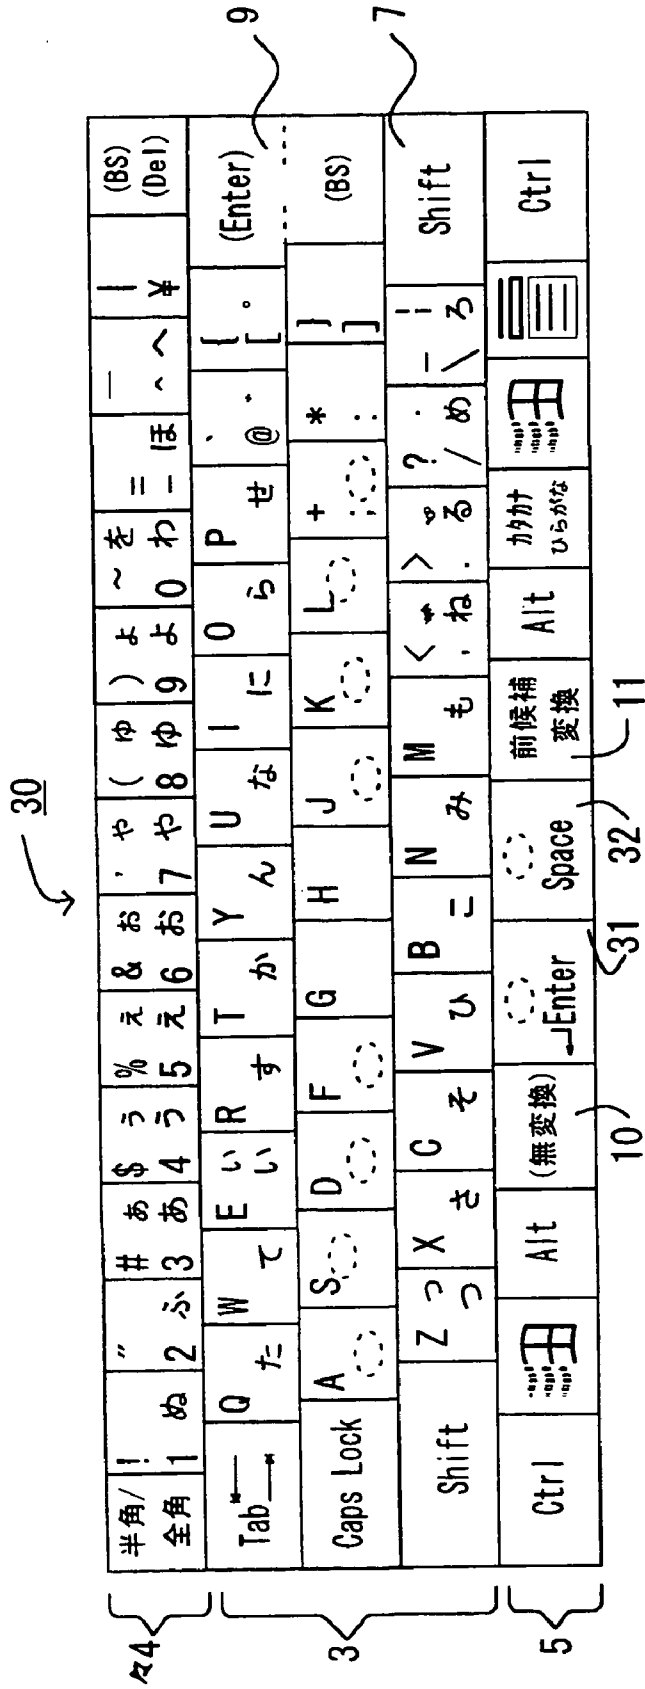 30
半角/全角 ! 1 ぬ " 2 ふ # ぁ 3 あ $ ぅ 4 う % ぇ 5 え & ぉ 6 お ' ゃ 7 や ( ゅ 8 ゆ ) ょ 9 よ ~ を 0 わ = - ほ ‾ ^ へ | ¥ (BS) (Del)
Tab Q た W て E ぃ い R す T か Y ん U な I に O ら P せ ` @ ゛ { [ ゜ (Enter)
Caps Lock A S D F G H J K L + ; * : } ] (BS)
Shift Z っ つ X さ C そ V ひ B こ N み M も < , ね > . る ? / め _ \ ろ Shift
Ctrl Alt (無変換) ↵Enter Space 前候補 変換 Alt カタカナ ひらがな Ctrl
4
3
5
9
7
10
31
32
11